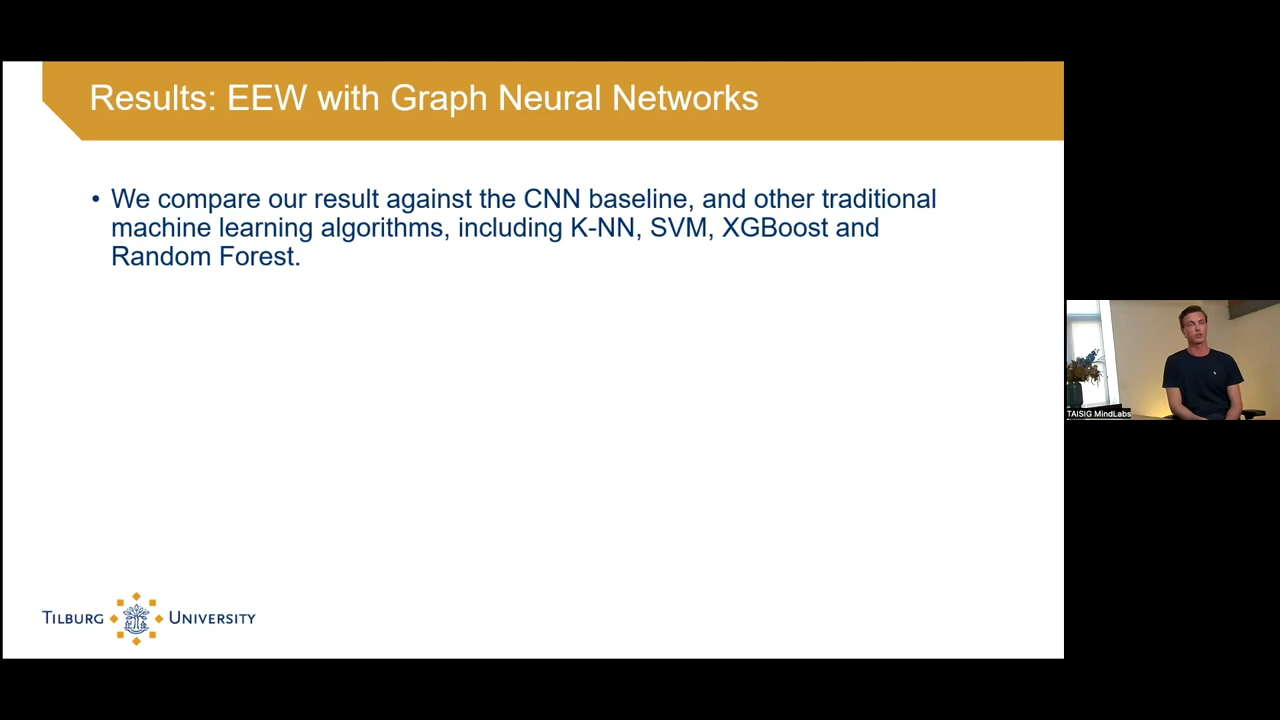 Results: EEW with Graph Neural Networks
• We compare our result against the CNN baseline, and other traditional
machine learning algorithms, including K-NN, SVM, XGBoost and
Random Forest.
TAISIG MindLabs
TILBURG UNIVERSITY